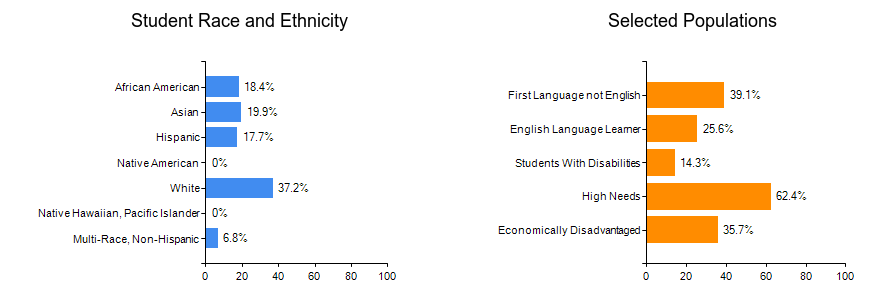 Student Race and Ethnicity
African American 18.4%
Asian 19.9%
Hispanic 17.7%
Native American 0%
White 37.2%
Native Hawaiian, Pacific Islander 0%
Multi-Race, Non-Hispanic 6.8%
0 20 40 60 80 100
Selected Populations
First Language not English 39.1%
English Language Learner 25.6%
Students With Disabilities 14.3%
High Needs 62.4%
Economically Disadvantaged 35.7%
0 20 40 60 80 100